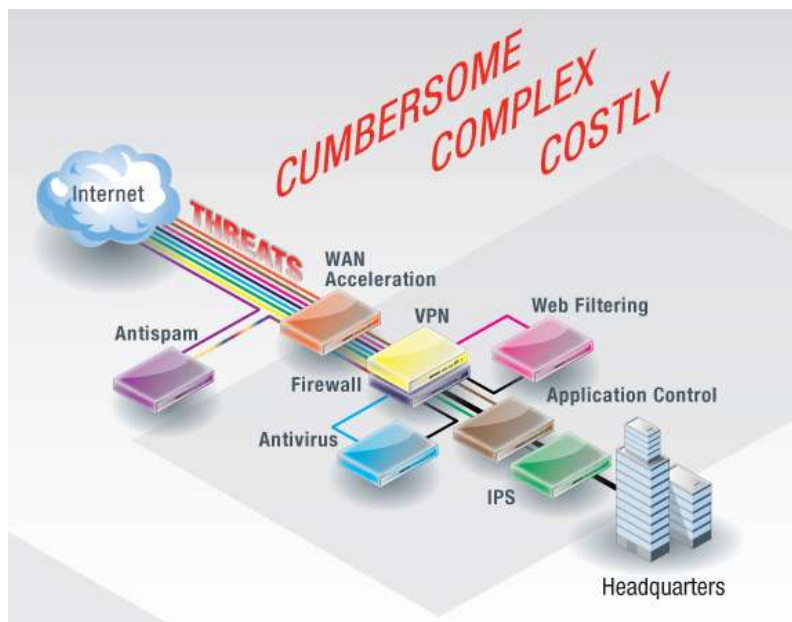 CUMBERSOME
COMPLEX
COSTLY
Internet
THREATS
WAN
Acceleration
VPN
Web Filtering
Antispam
Firewall
Application Control
Antivirus
IPS
Headquarters